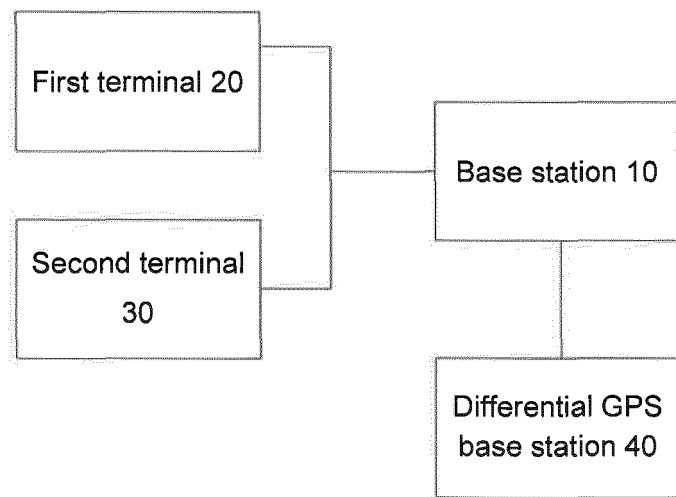 First terminal 20
Base station 10
Second terminal
30
Differential GPS
base station 40